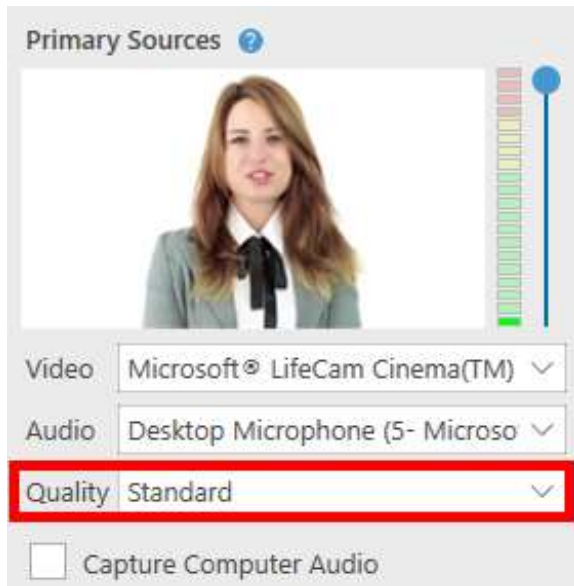 Primary Sources ?
Video Microsoft® LifeCam Cinema(TM)
Audio Desktop Microphone (5- Microso
Quality Standard
Capture Computer Audio